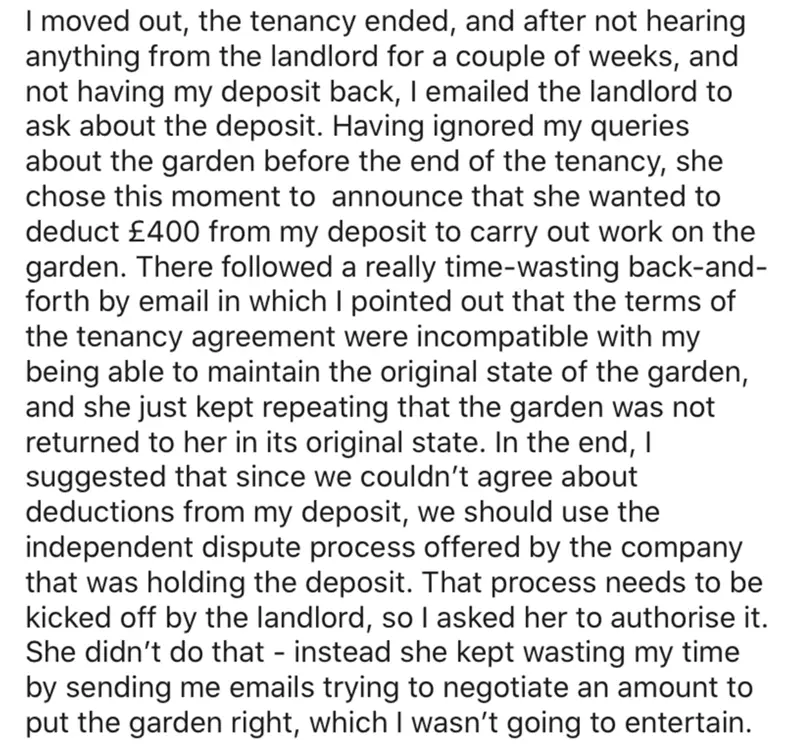 I moved out, the tenancy ended, and after not hearing
anything from the landlord for a couple of weeks, and
not having my deposit back, I emailed the landlord to
ask about the deposit. Having ignored my queries
about the garden before the end of the tenancy, she
chose this moment to  announce that she wanted to
deduct £400 from my deposit to carry out work on the
garden. There followed a really time-wasting back-and-
forth by email in which I pointed out that the terms of
the tenancy agreement were incompatible with my
being able to maintain the original state of the garden,
and she just kept repeating that the garden was not
returned to her in its original state. In the end, I
suggested that since we couldn’t agree about
deductions from my deposit, we should use the
independent dispute process offered by the company
that was holding the deposit. That process needs to be
kicked off by the landlord, so I asked her to authorise it.
She didn’t do that - instead she kept wasting my time
by sending me emails trying to negotiate an amount to
put the garden right, which I wasn’t going to entertain.